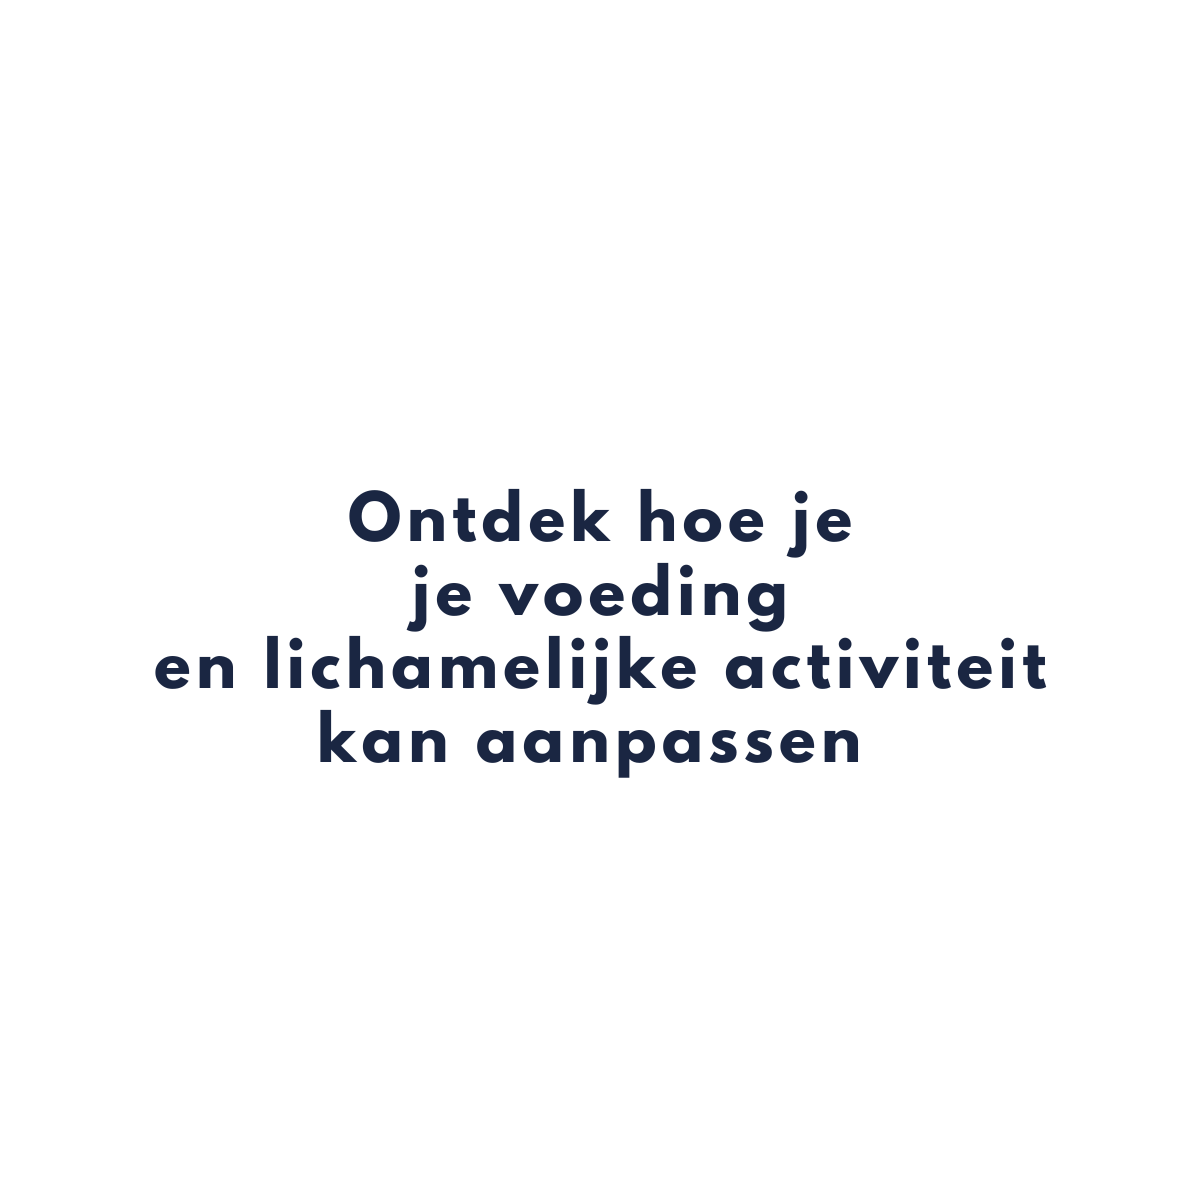 Ontdek hoe je
je voeding
en lichamelijke activiteit
kan aanpassen